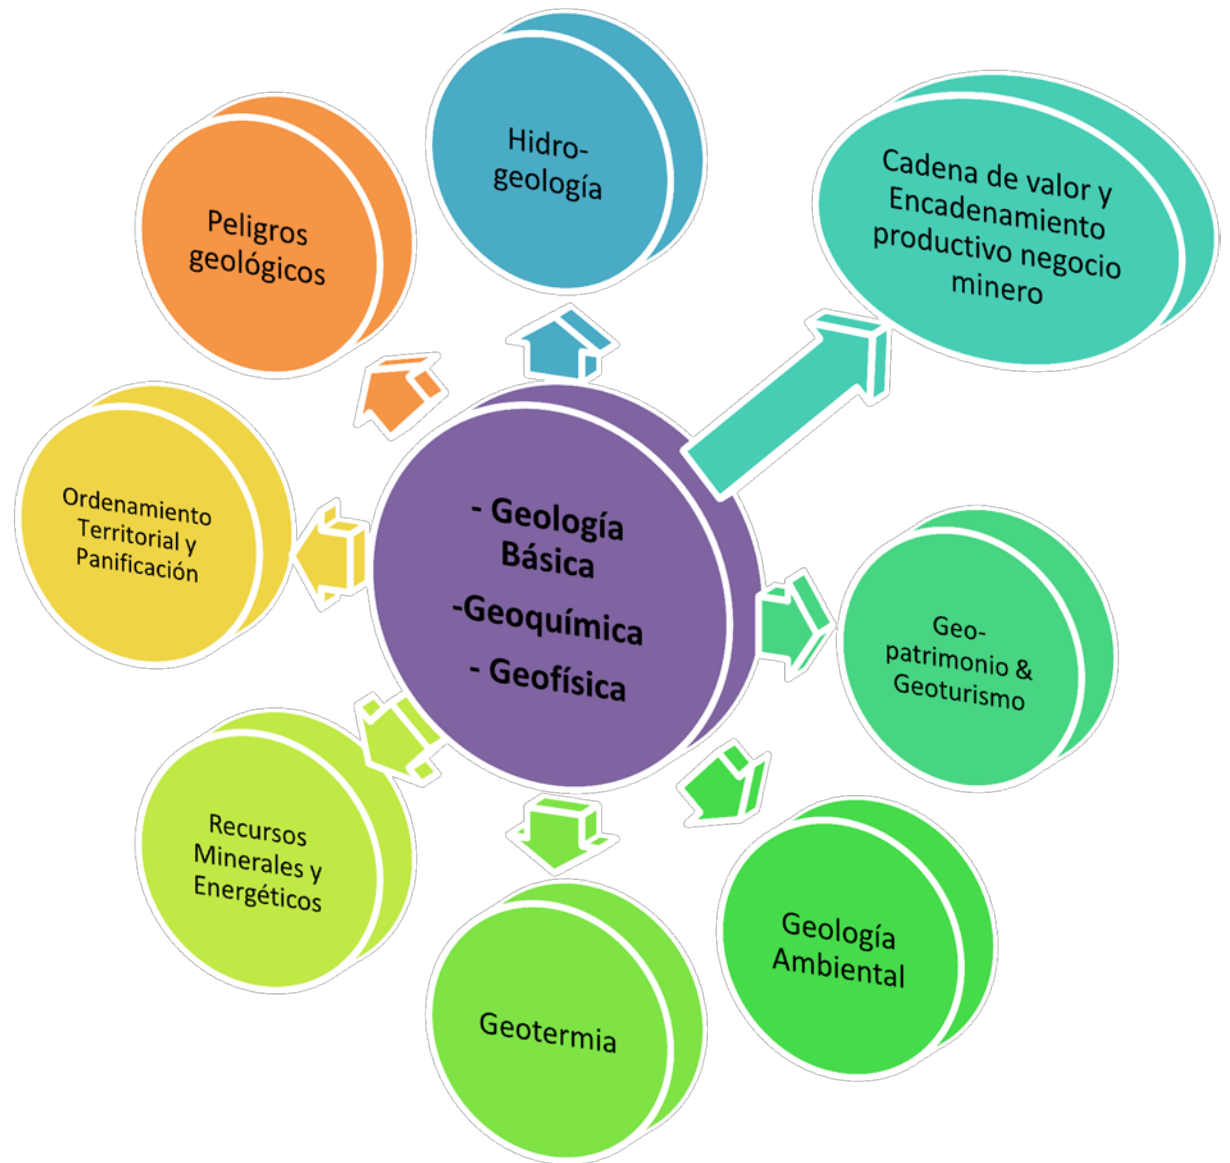 Hidro-
geología
Cadena de valor y
Encadenamiento
productivo negocio
minero
Peligros
geológicos
Ordenamiento
Territorial y
Panificación
- Geología
Básica
-Geoquímica
- Geofísica
Geo-
patrimonio &
Geoturismo
Recursos
Minerales y
Energéticos
Geología
Ambiental
Geotermia